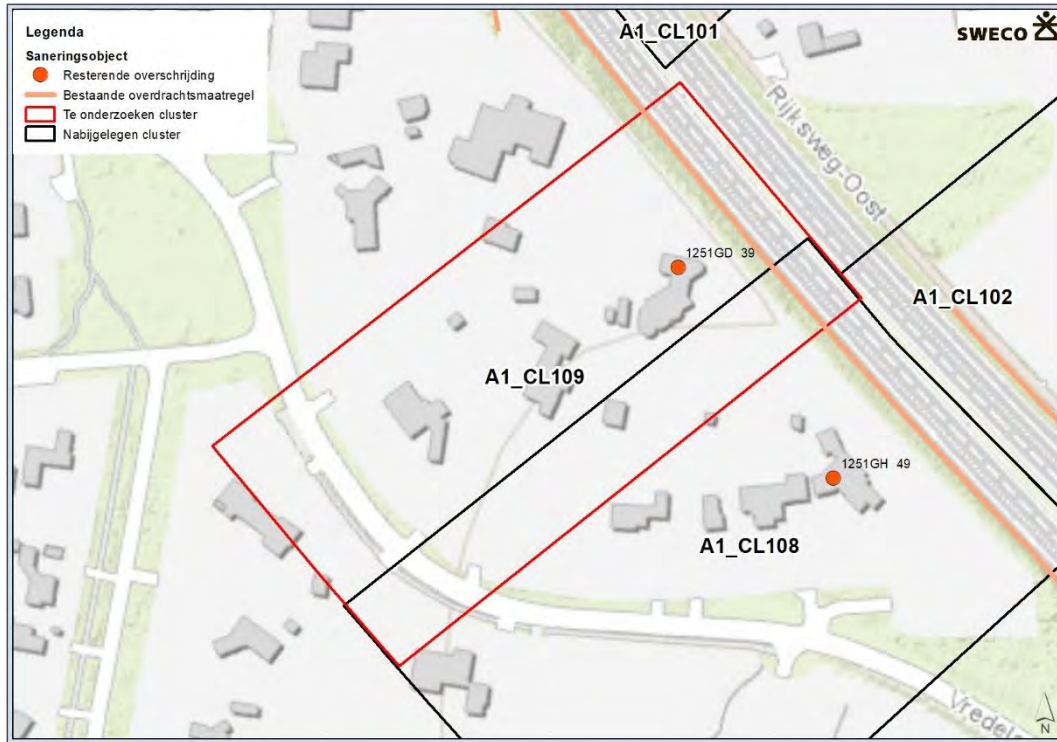 Legenda
Saneringsobject
Resterende overschrijding
Bestaande overdrachtsmaatregel
Te onderzoeken cluster
Nabijgelegen cluster
A1_CL101
SWECO
Rijksweg-Oost
1251GD 39
A1_CL102
A1_CL109
1251GH 49
A1_CL108
N